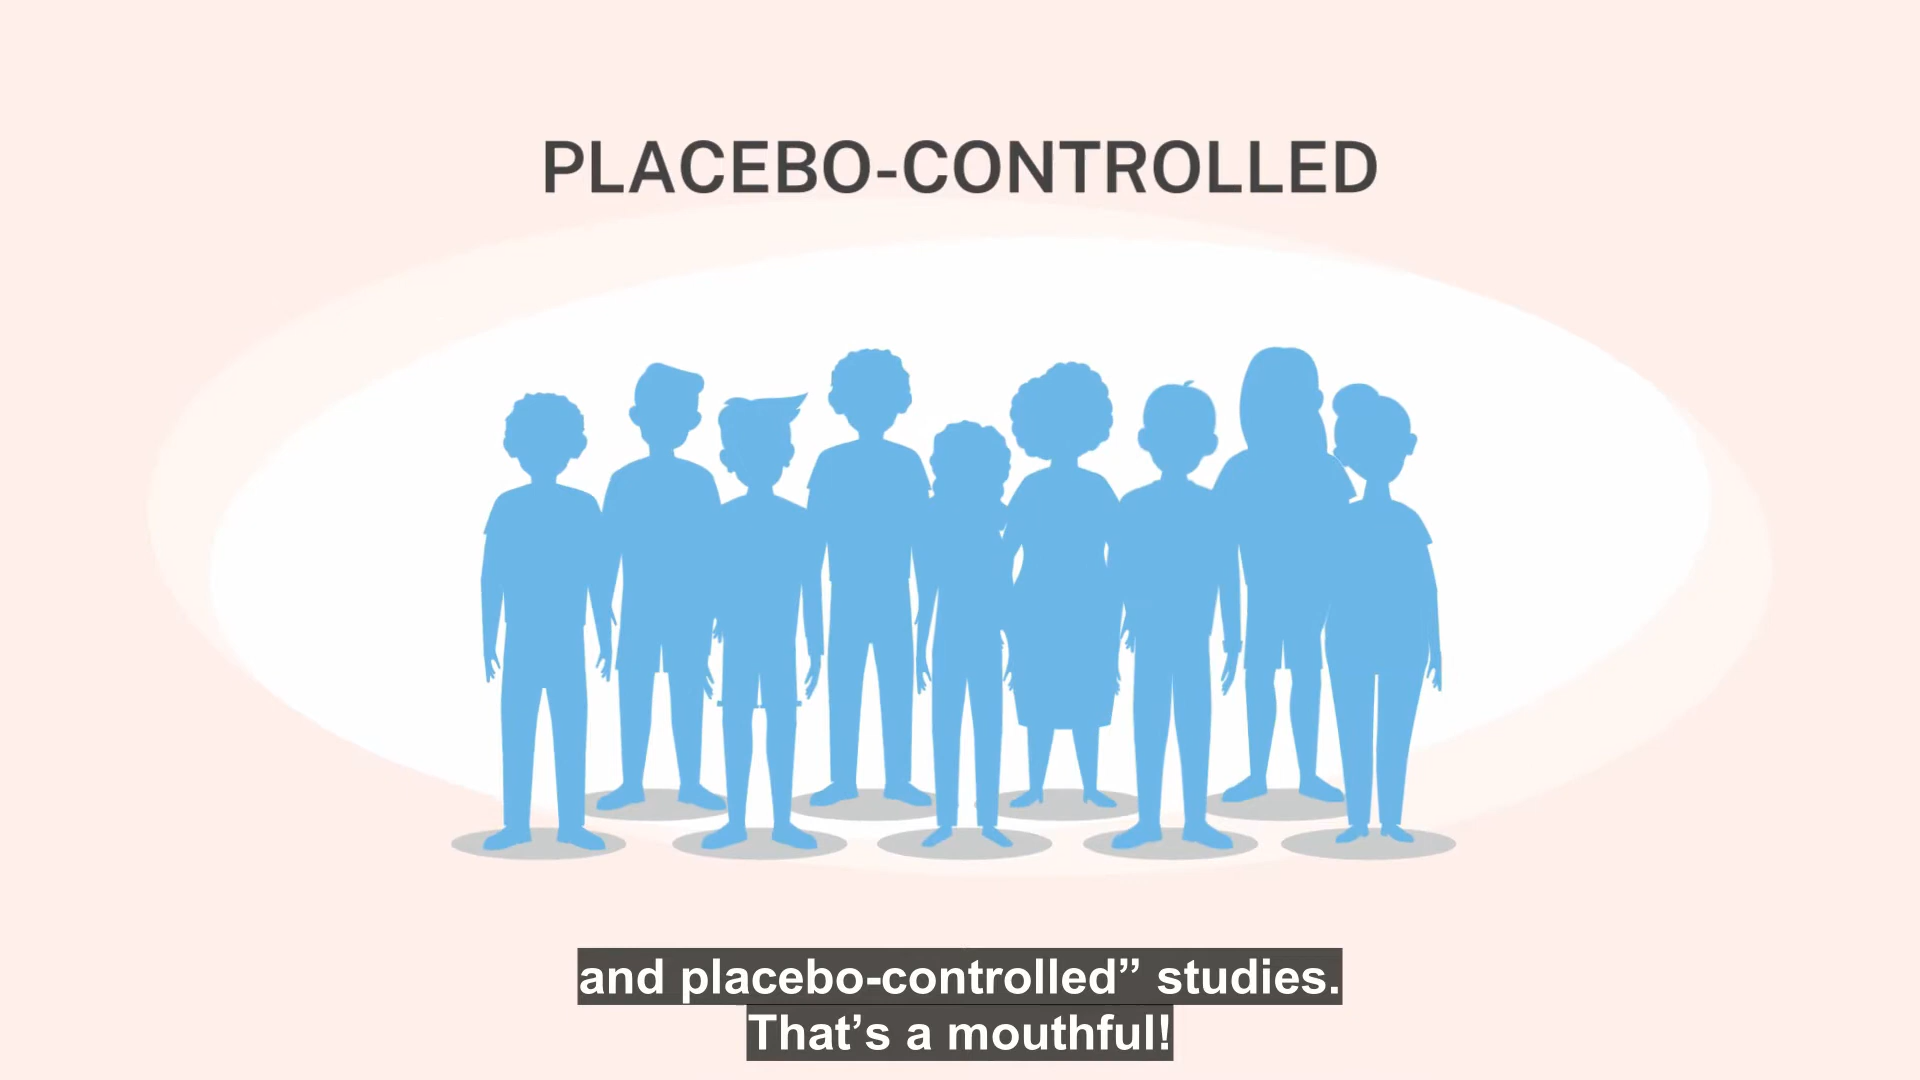 PLACEBO-CONTROLLED
and placebo-controlled” studies.
That’s a mouthful!